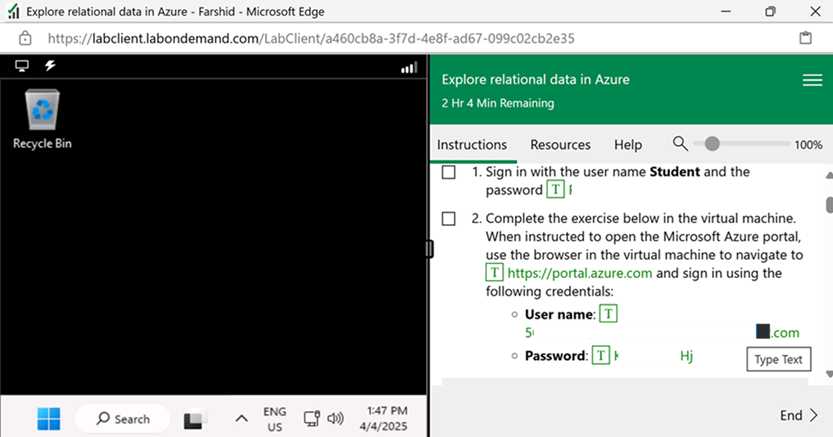 Explore relational data in Azure - Farshid - Microsoft Edge
https://labclient.labondemand.com/LabClient/a460cb8a-3f7d-4e8f-ad67-099c02cb2e35
Recycle Bin
Search
ENG
US
1:47 PM
4/4/2025
Explore relational data in Azure
2 Hr 4 Min Remaining
Instructions Resources Help 100%
1. Sign in with the user name Student and the
password T
2. Complete the exercise below in the virtual machine.
When instructed to open the Microsoft Azure portal,
use the browser in the virtual machine to navigate to
T https://portal.azure.com and sign in using the
following credentials:
User name: T
.com
Password: T Hj
Type Text
End